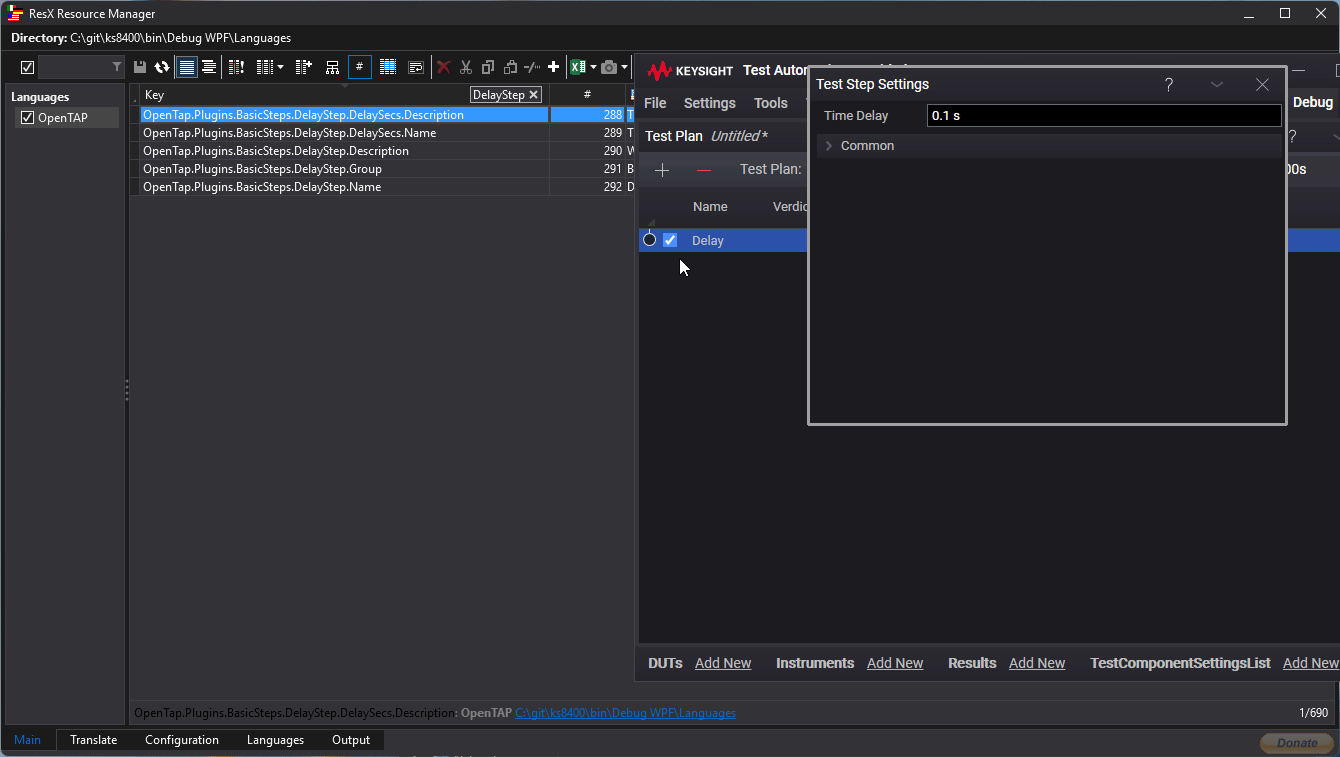 ResX Resource Manager
Directory: C:\git\ks8400\bin\Debug WPF\Languages
#
Languages
OpenTAP
Key
DelayStep
#
OpenTap.Plugins.BasicSteps.DelayStep.DelaySecs.Description 288 T
OpenTap.Plugins.BasicSteps.DelayStep.DelaySecs.Name 289 T
OpenTap.Plugins.BasicSteps.DelayStep.Description 290
OpenTap.Plugins.BasicSteps.DelayStep.Group 291
OpenTap.Plugins.BasicSteps.DelayStep.Name 292
KEYSIGHT Test
File Settings Tools Debug
Test Plan Untitled*
?
Test Plan: 00s
Name
Delay
Test Step Settings
?
Time Delay 0.1 s
Common
DUTs Add New Instruments Add New Results Add New TestComponentSettingsList Add New
OpenTap.Plugins.BasicSteps.DelayStep.DelaySecs.Description: OpenTAP C:\git\ks8400\bin\Debug WPF\Languages 1/690
Main Translate Configuration Languages Output
Donate